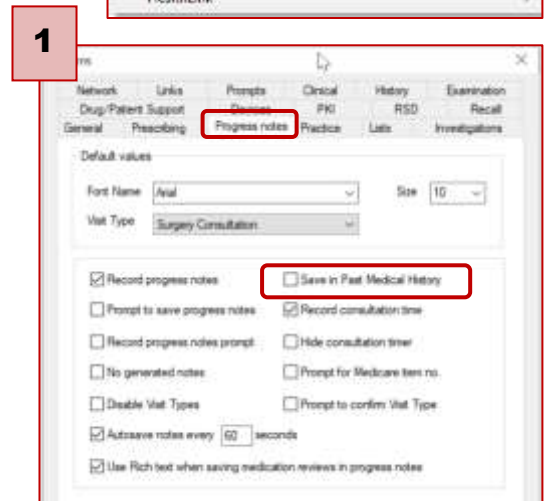 1
Network Links Prompts Clinical History Examination
Drug/Patient Support Devices PKI RSD Recall
General Prescribing Progress notes Practice Lists Investigations
Default values
Font Name Arial Size 10
Visit Type Surgery Consultation
Record progress notes Save in Past Medical History
Prompt to save progress notes Record consultation time
Record progress notes prompt Hide consultation timer
No generated notes Prompt for Medicare item no.
Disable Visit Types Prompt to confirm Visit Type
Autosave notes every 60 seconds
Use Rich text when saving medication reviews in progress notes